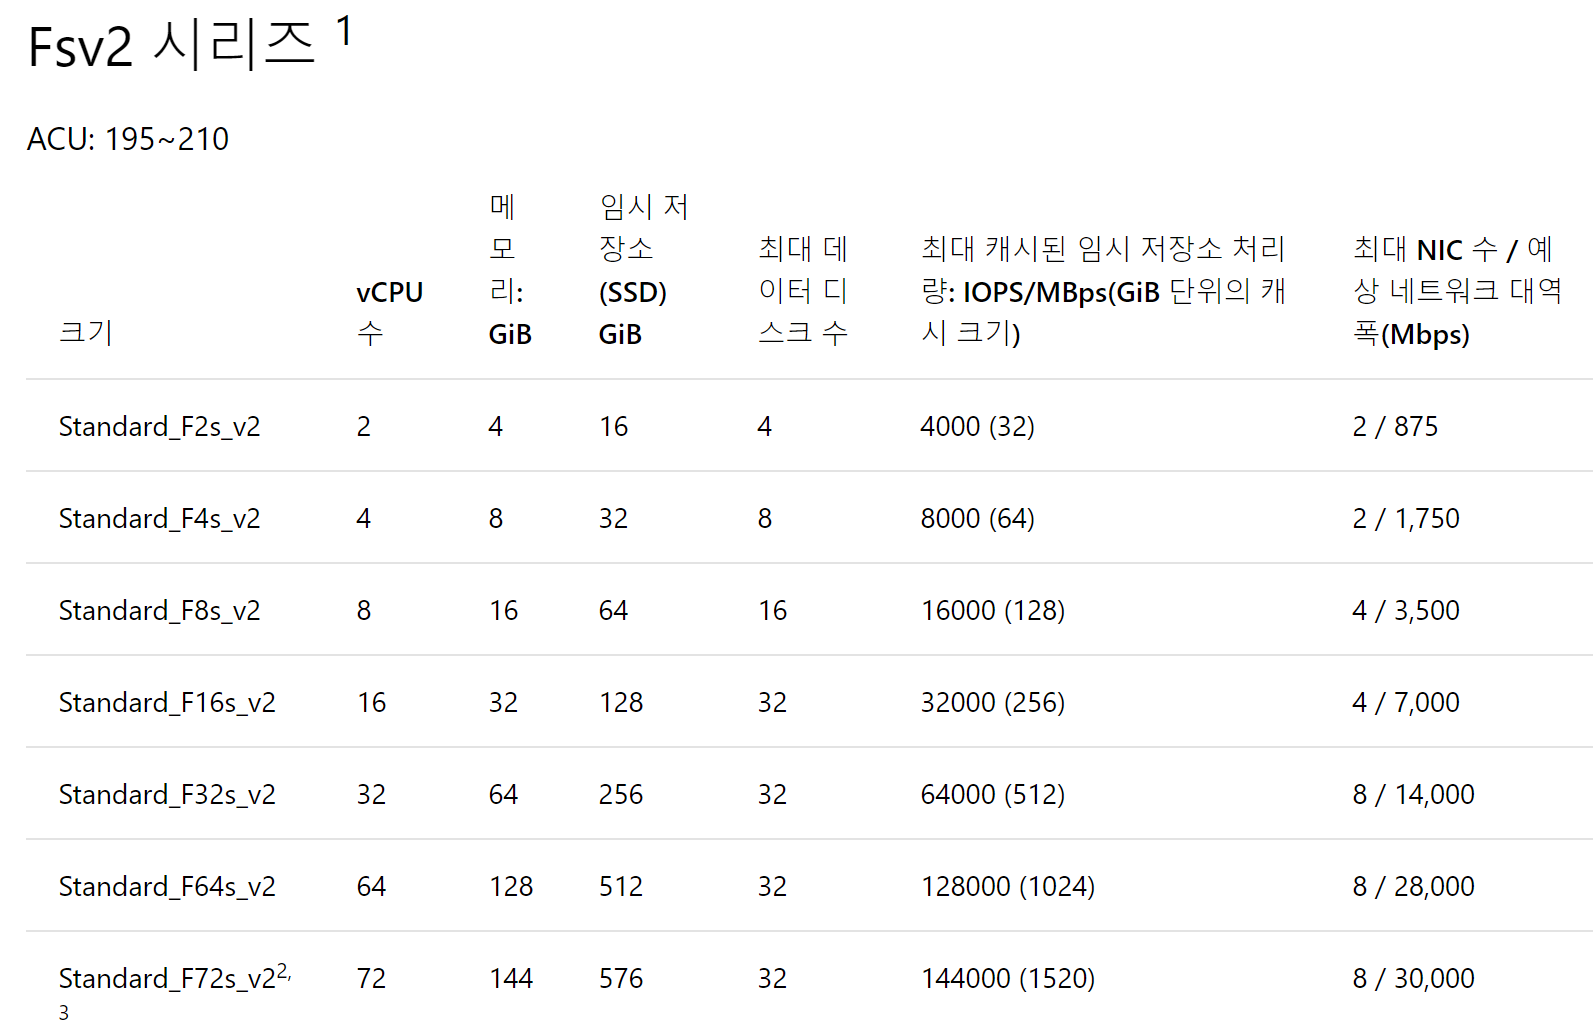 Fsv2 시리즈 1
ACU: 195~210
크기
vCPU
수
메
모
리:
GiB
임시 저
장소
(SSD)
GiB
최대 데
이터 디
스크 수
최대 캐시된 임시 저장소 처리
량: IOPS/MBps(GiB 단위의 캐
시 크기)
최대 NIC 수 / 예
상 네트워크 대역
폭(Mbps)
Standard_F2s_v2 2 4 16 4 4000 (32) 2 / 875
Standard_F4s_v2 4 8 32 8 8000 (64) 2 / 1,750
Standard_F8s_v2 8 16 64 16 16000 (128) 4 / 3,500
Standard_F16s_v2 16 32 128 32 32000 (256) 4 / 7,000
Standard_F32s_v2 32 64 256 32 64000 (512) 8 / 14,000
Standard_F64s_v2 64 128 512 32 128000 (1024) 8 / 28,000
Standard_F72s_v22, 72 144 576 32 144000 (1520) 8 / 30,000
3